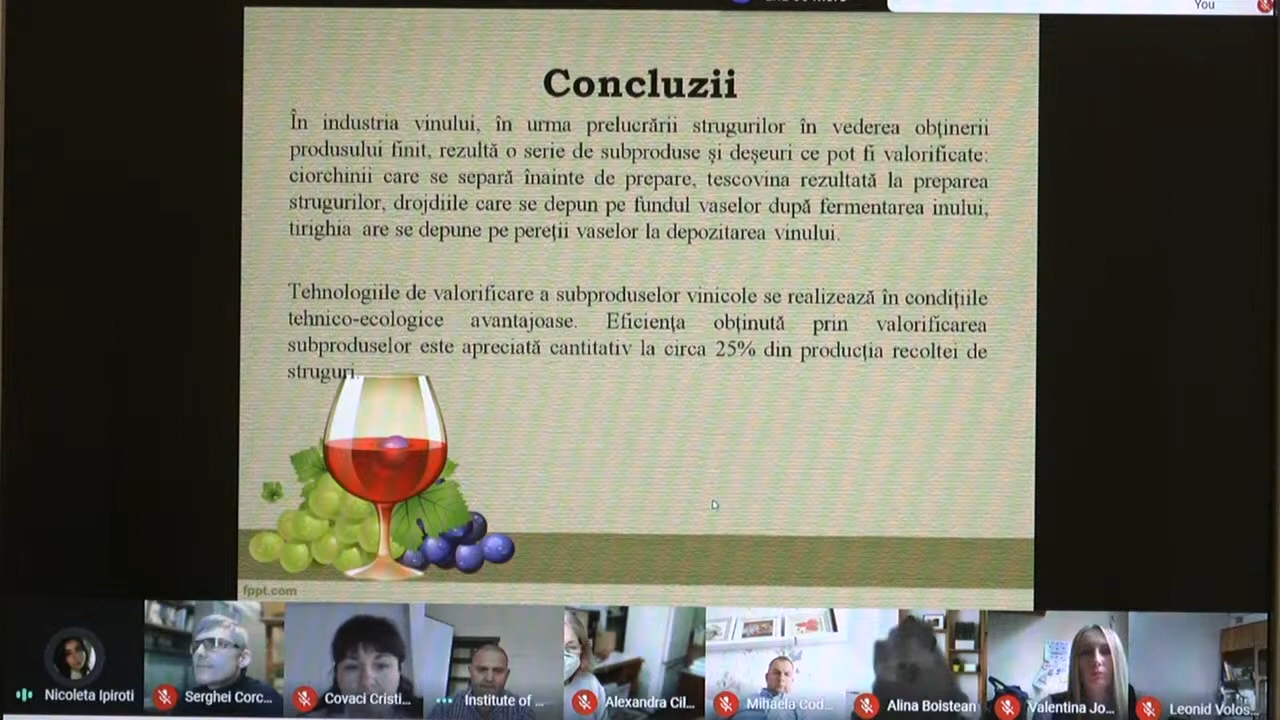 You
Concluzii
În industria vinului, în urma prelucrării strugurilor în vederea obținerii
produsului finit, rezultă o serie de subproduse și deșeuri ce pot fi valorificate:
ciorchinii care se separă înainte de prepare, tescovina rezultată la preparea
strugurilor, drojdiile care se depun pe fundul vaselor după fermentarea inului,
tirighia are se depune pe pereții vaselor la depozitarea vinului.
Tehnologiile de valorificare a subproduselor vinicole se realizează în condițiile
tehnico-ecologice avantajoase. Eficiența obținută prin valorificarea
subproduselor este apreciată cantitativ la circa 25% din producția recoltei de
struguri.
fppt.com
Nicoleta Ipiroti
Serghei Corc...
Covaci Cristi...
Institute of ...
Alexandra Cil...
Mihaela Cod...
Alina Boistean
Valentina Jo...
Leonid Volos...